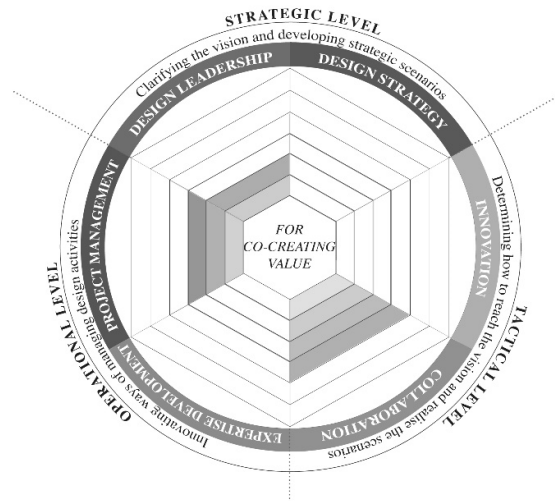 STRATEGIC LEVEL
Clarifying the vision and developing strategic scenarios
DESIGN LEADERSHIP
DESIGN STRATEGY
PROJECT MANAGEMENT
INNOVATION
FOR
CO-CREATING
VALUE
Determining how to reach the vision and realise the scenarios
TACTICAL LEVEL
OPERATIONAL LEVEL
Innovating ways of managing design activities
EXPERTISE DEVELOPMENT
COLLABORATION